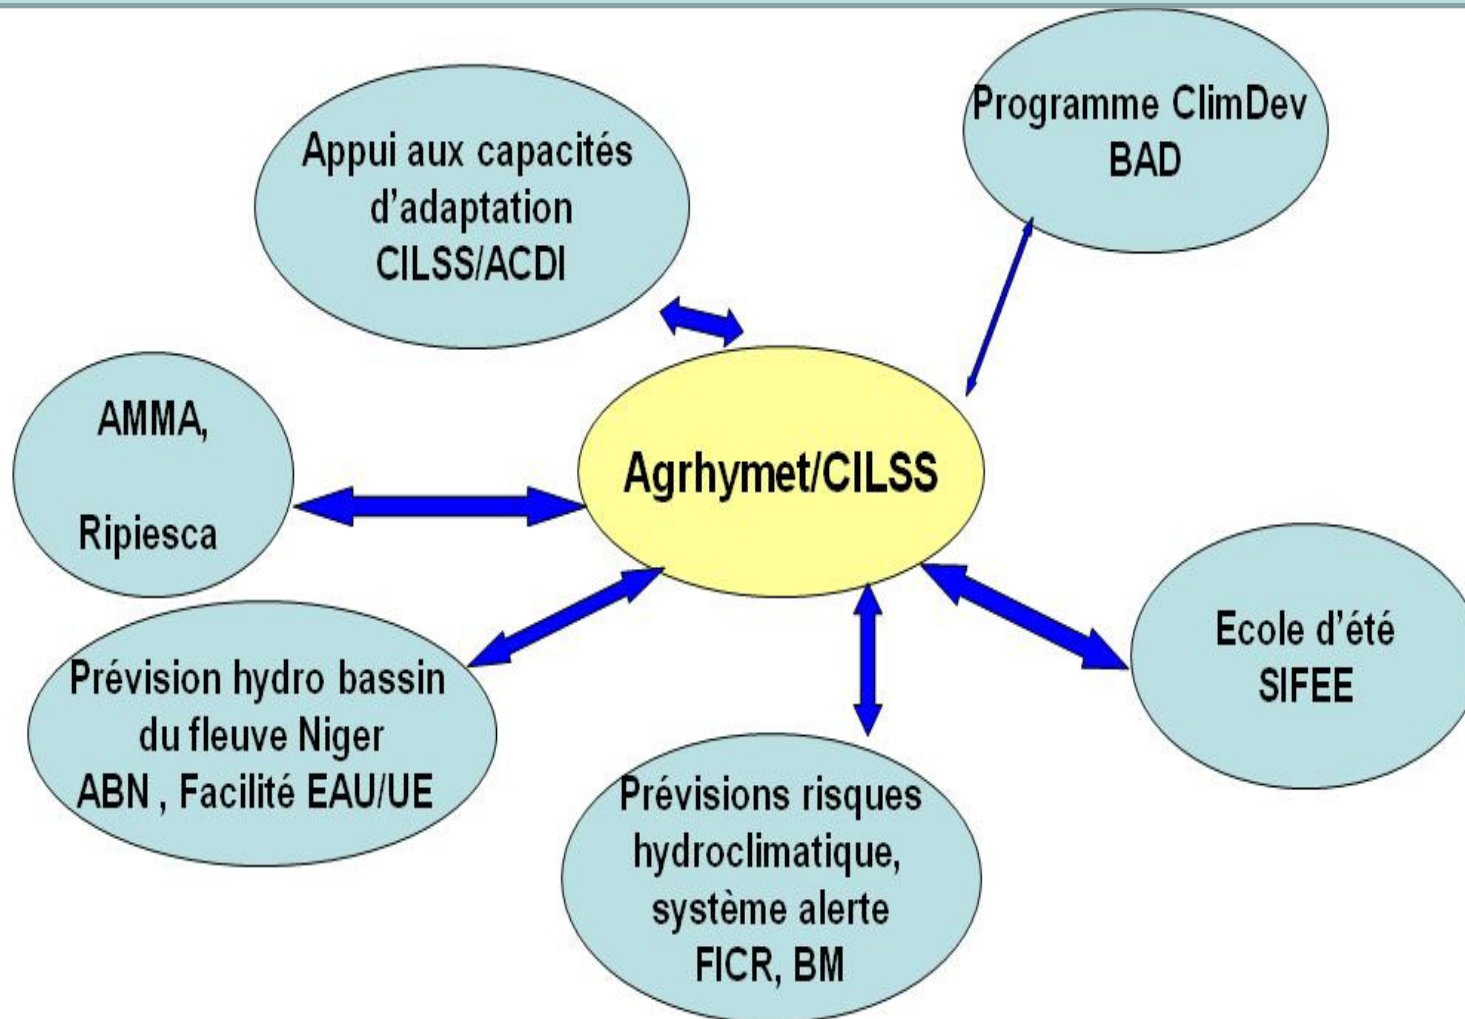 Programme ClimDev
BAD
Appui aux capacités
d'adaptation
CILSS/ACDI
AMMA,
Ripiesca
Agrhymet/CILSS
Ecole d'été
SIFEE
Prévision hydro bassin
du fleuve Niger
ABN , Facilité EAU/UE
Prévisions risques
hydroclimatique,
système alerte
FICR, BM